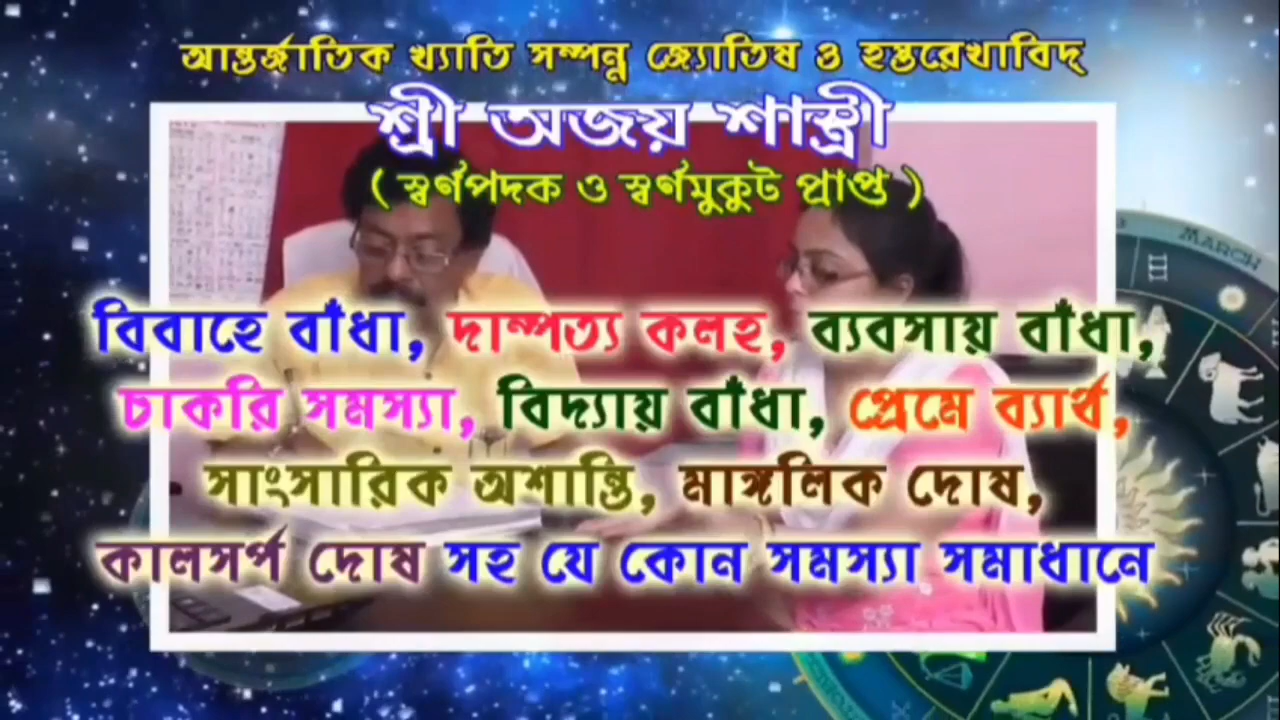 আন্তর্জাতিক খ্যাতি সম্পন্ন জ্যোতিষ ও হস্তরেখাবিদ্
শ্রী অজয় শাস্ত্রী
( স্বর্ণপদক ও স্বর্ণমুকুট প্রাপ্ত )
MARCH
বিবাহে বাঁধা, দাম্পত্য কলহ, ব্যবসায় বাঁধা,
চাকরি সমস্যা, বিদ্যায় বাঁধা, প্রেমে ব্যার্থ,
সাংসারিক অশান্তি, মাঙ্গলিক দোষ,
কালসর্প দোষ সহ যে কোন সমস্যা সমাধানে